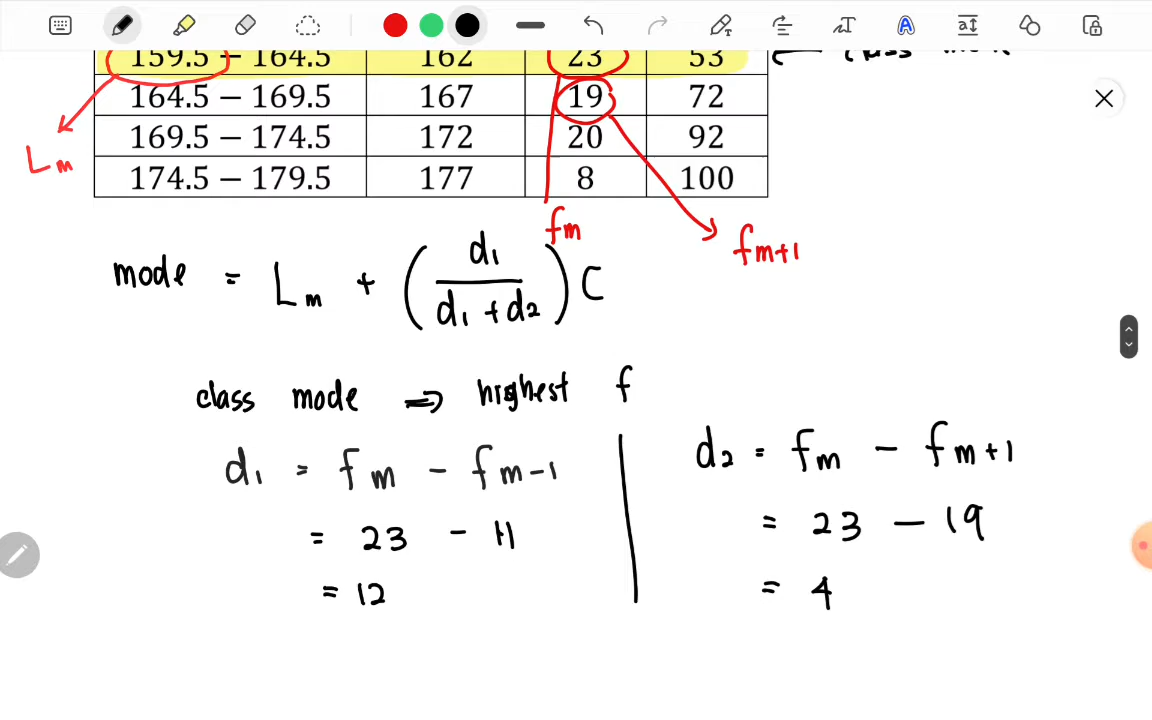 159.5 – 164.5 162 23 53
164.5 – 169.5 167 19 72
169.5 – 174.5 172 20 92
174.5 – 179.5 177 8 100
Lm
fm
fm+1
mode = Lm + (d1 / d1 + d2) C
class mode ⇒ highest f
d1 = fm - fm-1
= 23 - 11
= 12
d2 = fm - fm+1
= 23 - 19
= 4